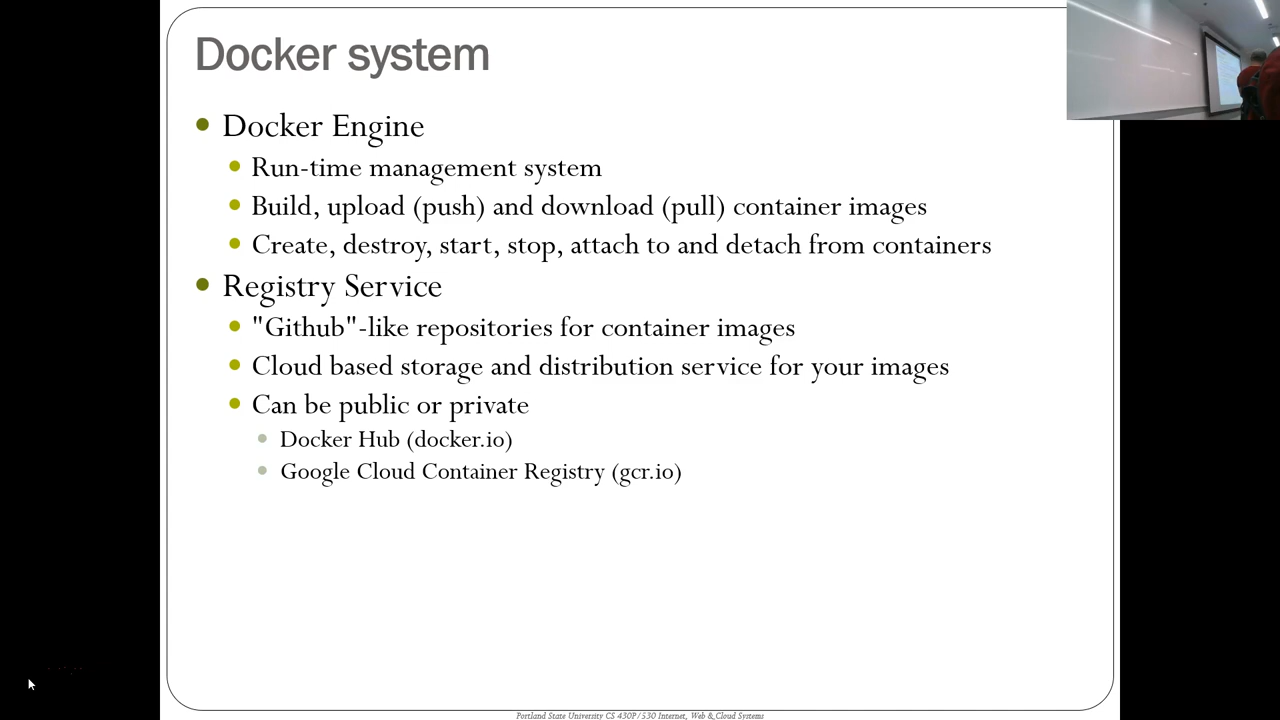 Docker system
Docker Engine
Run-time management system
Build, upload (push) and download (pull) container images
Create, destroy, start, stop, attach to and detach from containers
Registry Service
"Github"-like repositories for container images
Cloud based storage and distribution service for your images
Can be public or private
Docker Hub (docker.io)
Google Cloud Container Registry (gcr.io)
Portland State University CS 430P/530 Internet, Web & Cloud Systems